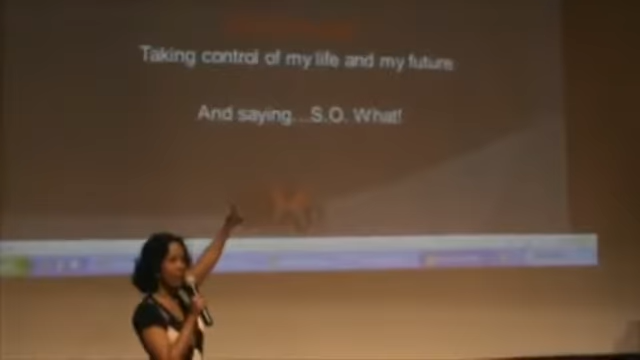 Taking control of my life and my future
And saying...S.O. What!